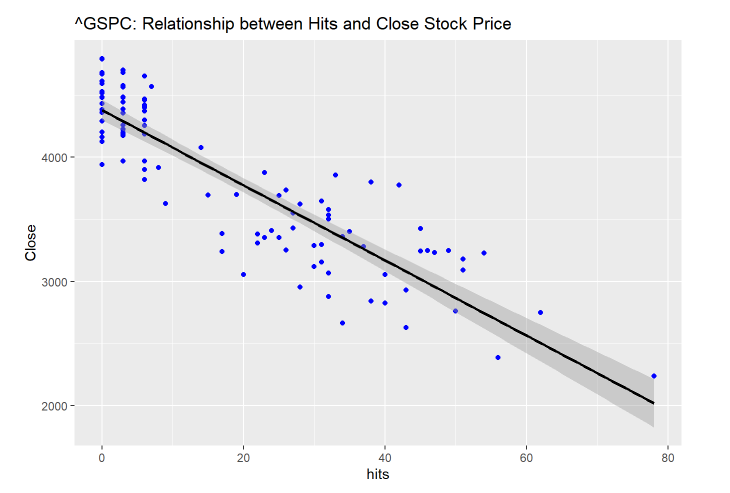 ^GSPC: Relationship between Hits and Close Stock Price
Close
4000
3000
2000
0 20 40 60 80
hits